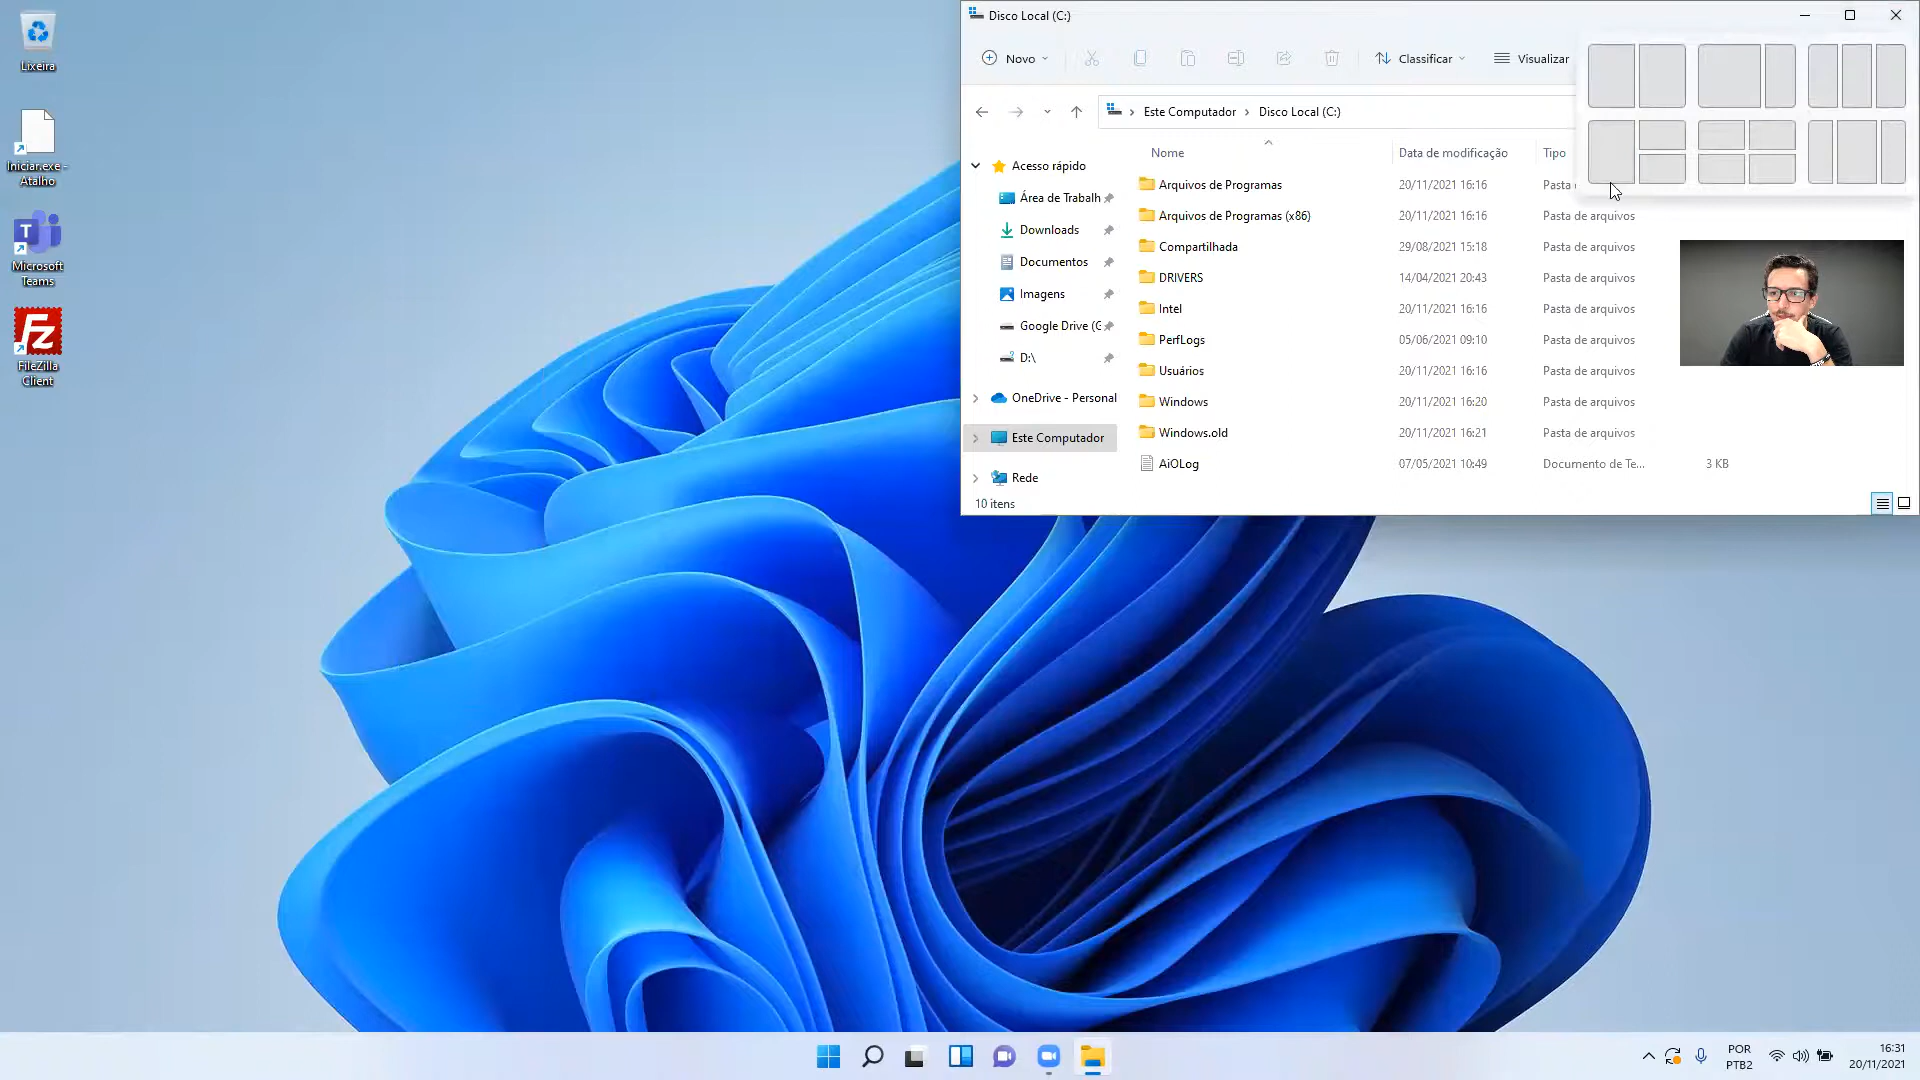 Lixeira
Iniciar.exe -
Atalho
T
Microsoft
Teams
Fz
FileZilla
Client
Disco Local (C:)
Novo
Classificar
Visualizar
Este Computador
Disco Local (C:)
Nome
Data de modificação
Tipo
Acesso rápido
Área de Trabalh
Downloads
Documentos
Imagens
Google Drive (G
D:\
OneDrive - Personal
Este Computador
Rede
Arquivos de Programas 20/11/2021 16:16 Pasta
Arquivos de Programas (x86) 20/11/2021 16:16 Pasta de arquivos
Compartilhada 29/08/2021 15:18 Pasta de arquivos
DRIVERS 14/04/2021 20:43 Pasta de arquivos
Intel 20/11/2021 16:16 Pasta de arquivos
PerfLogs 05/06/2021 09:10 Pasta de arquivos
Usuários 20/11/2021 16:16 Pasta de arquivos
Windows 20/11/2021 16:20 Pasta de arquivos
Windows.old 20/11/2021 16:21 Pasta de arquivos
AiOLog 07/05/2021 10:49 Documento de Te... 3 KB
10 itens
POR
PTB2
16:31
20/11/2021